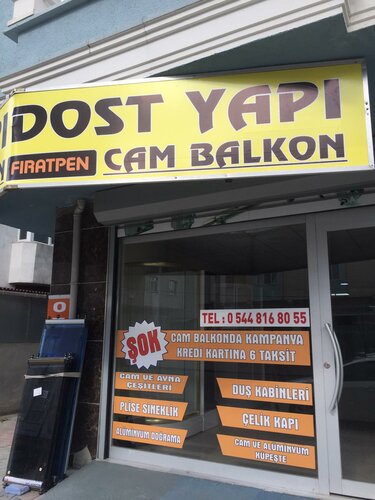 DOST YAPI
FIRATPEN CAM BALKON
TEL : 0 544 816 80 55
ŞOK
CAM BALKONDA KAMPANYA
KREDİ KARTINA 6 TAKSİT
CAM VE AYNA
ÇEŞİTLERİ
DUŞ KABİNLERİ
PLİSE SİNEKLİK
ÇELİK KAPI
ALUMİNYUM DOĞRAMA
CAM VE ALÜMİNYUM
KÜPEŞTE